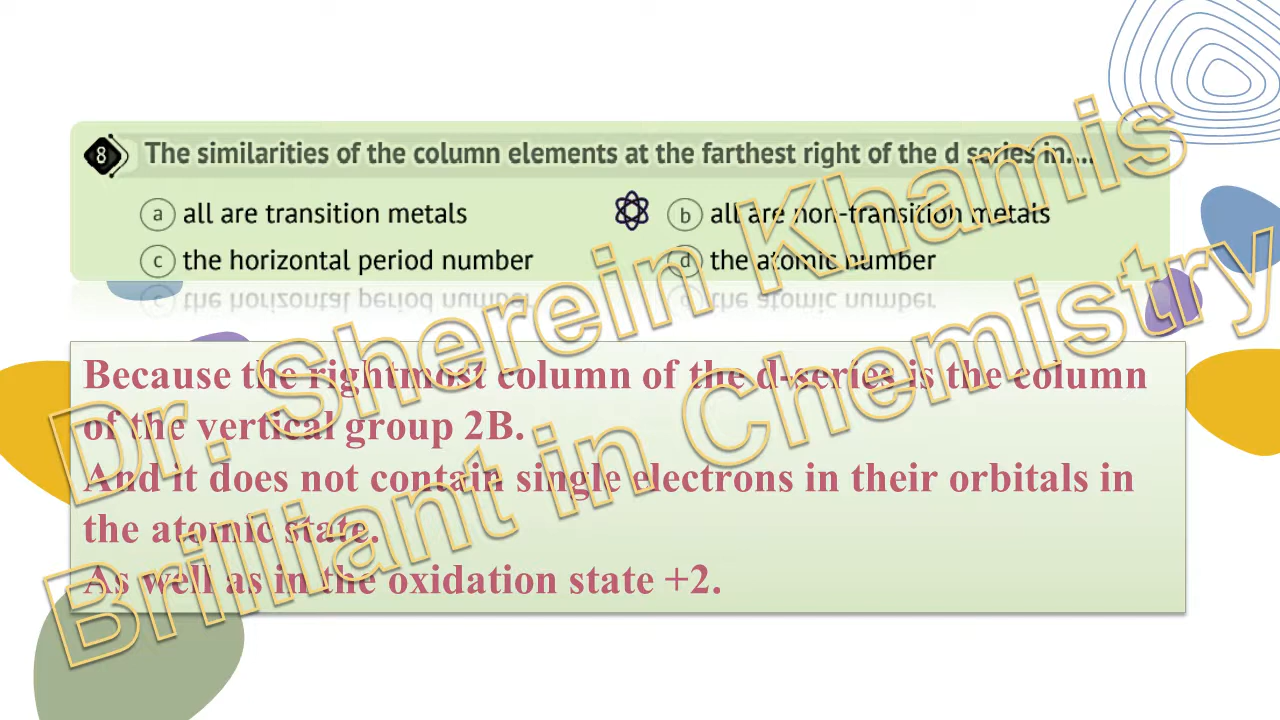 8 The similarities of the column elements at the farthest right of the d series in....
a all are transition metals
b all are non-transition metals
c the horizontal period number
d the atomic number
Because the rightmost column of the d-series is the column
of the vertical group 2B.
And it does not contain single electrons in their orbitals in
the atomic state.
As well as in the oxidation state +2.
Dr. Sherein Khamis
Brilliant in Chemistry